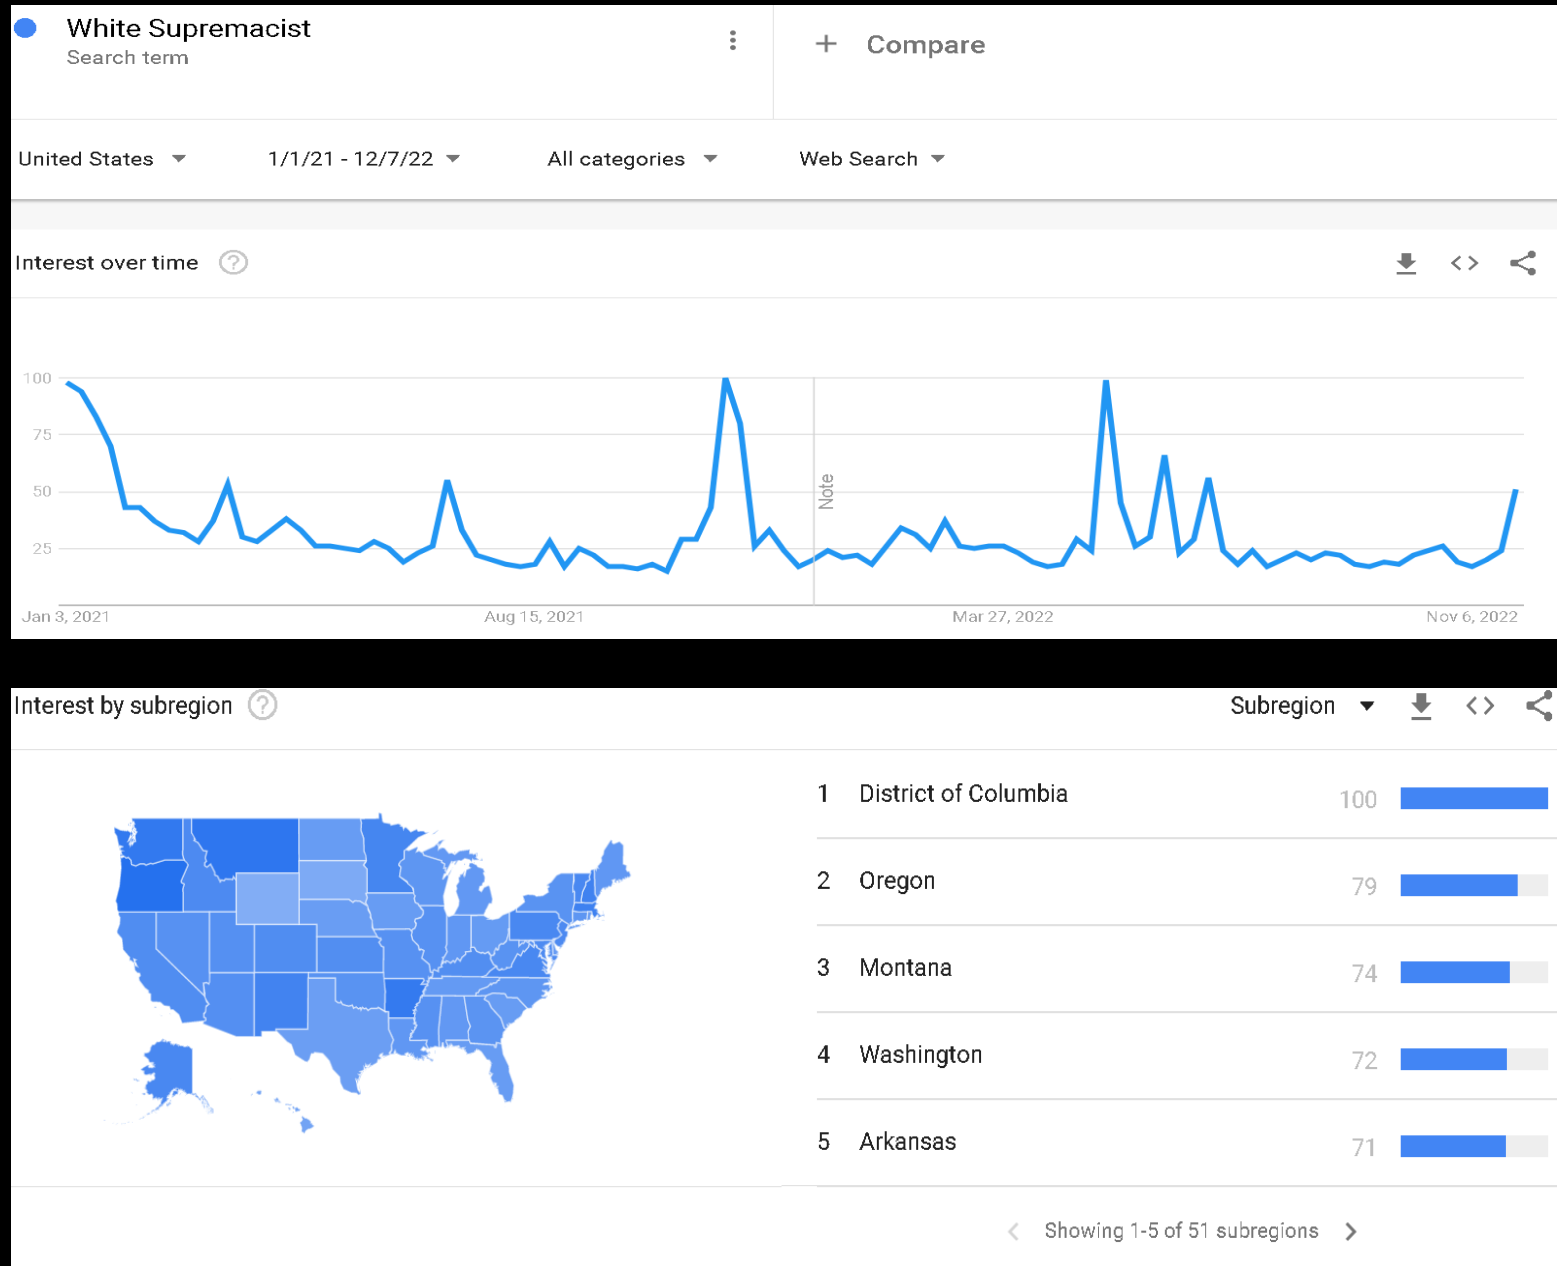 White Supremacist
Search term
+ Compare
United States
1/1/21 - 12/7/22
All categories
Web Search
Interest over time ?
100
75
50
25
Note
Jan 3, 2021
Aug 15, 2021
Mar 27, 2022
Nov 6, 2022
Interest by subregion ?
Subregion
1 District of Columbia 100
2 Oregon 79
3 Montana 74
4 Washington 72
5 Arkansas 71
Showing 1-5 of 51 subregions